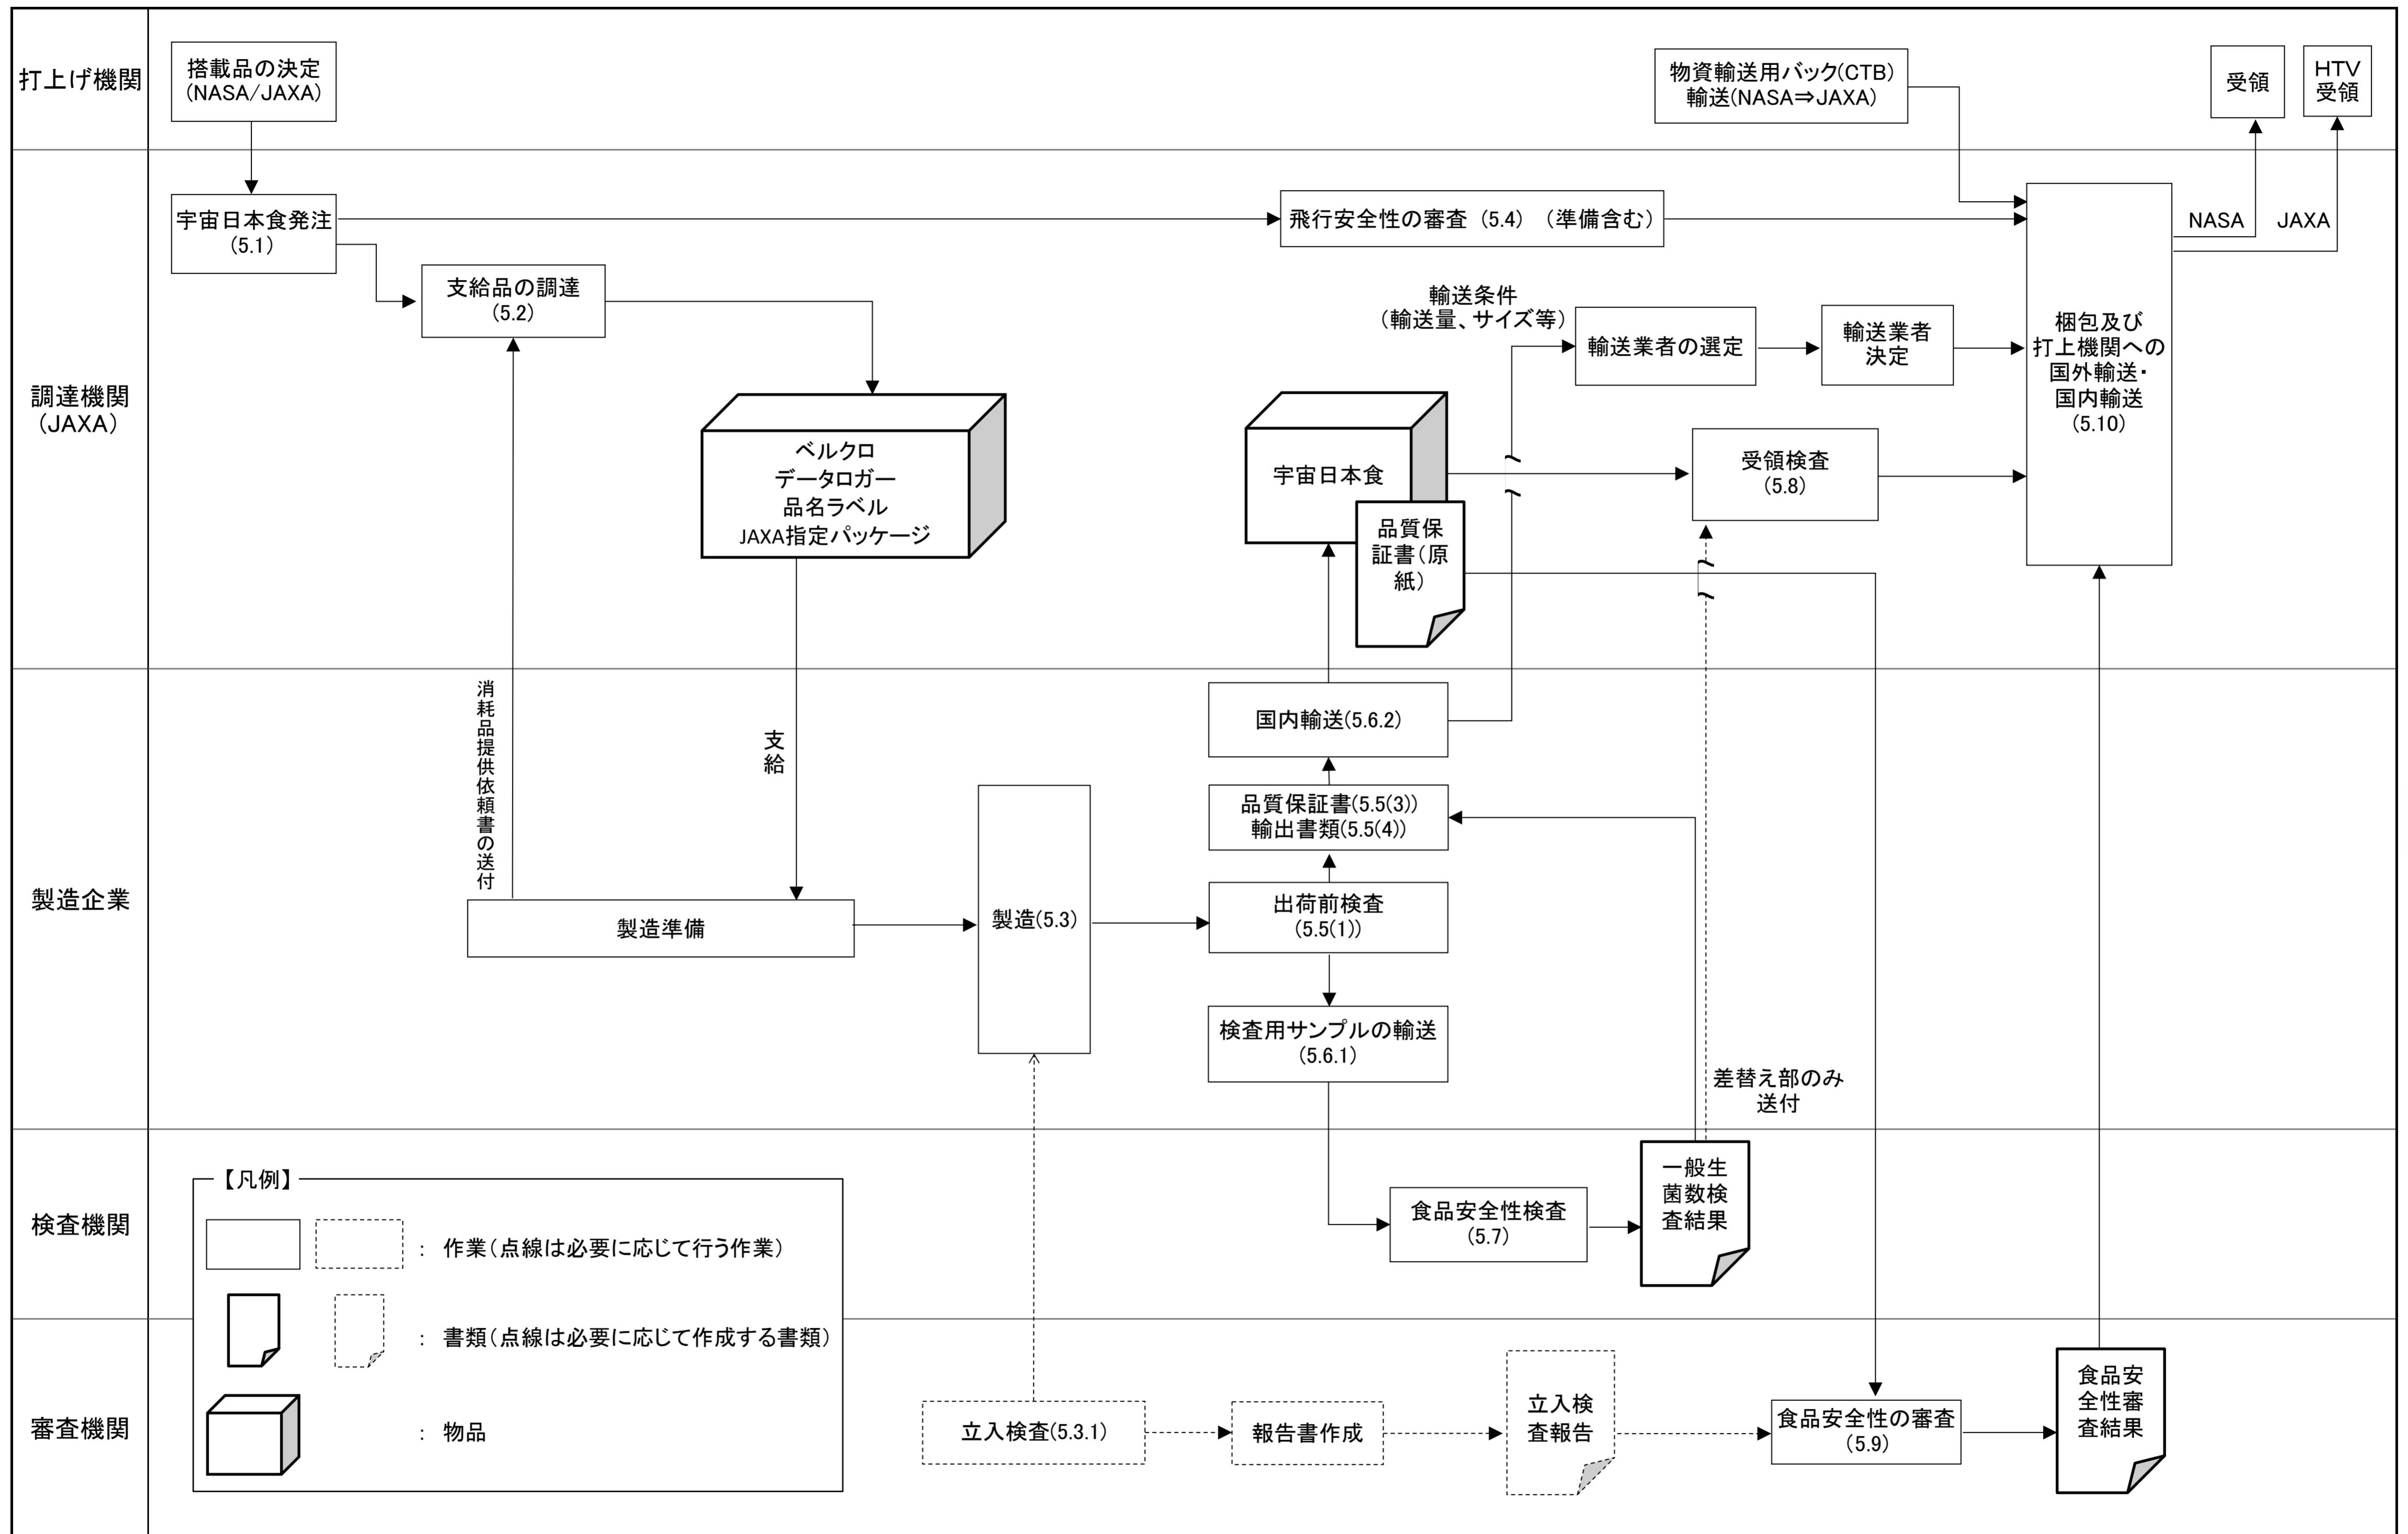 打上げ機関
搭載品の決定
(NASA/JAXA)
物資輸送用バック(CTB)
輸送(NASA⇒JAXA)
受領
HTV
受領
調達機関
(JAXA)
宇宙日本食発注
(5.1)
飛行安全性の審査 (5.4) (準備含む)
NASA
JAXA
支給品の調達
(5.2)
輸送条件
(輸送量、サイズ等)
輸送業者の選定
輸送業者
決定
梱包及び
打上機関への
国外輸送・
国内輸送
(5.10)
ベルクロ
データロガー
品名ラベル
JAXA指定パッケージ
宇宙日本食
品質保
証書(原
紙)
受領検査
(5.8)
製造企業
消耗品提供依頼書の送付
支給
国内輸送(5.6.2)
品質保証書(5.5(3))
輸出書類(5.5(4))
製造準備
製造(5.3)
出荷前検査
(5.5(1))
検査用サンプルの輸送
(5.6.1)
差替え部のみ
送付
検査機関
食品安全性検査
(5.7)
一般生
菌数検
査結果
【凡例】
: 作業(点線は必要に応じて行う作業)
: 書類(点線は必要に応じて作成する書類)
: 物品
審査機関
立入検査(5.3.1)
報告書作成
立入検
査報告
食品安全性の審査
(5.9)
食品安
全性審
査結果